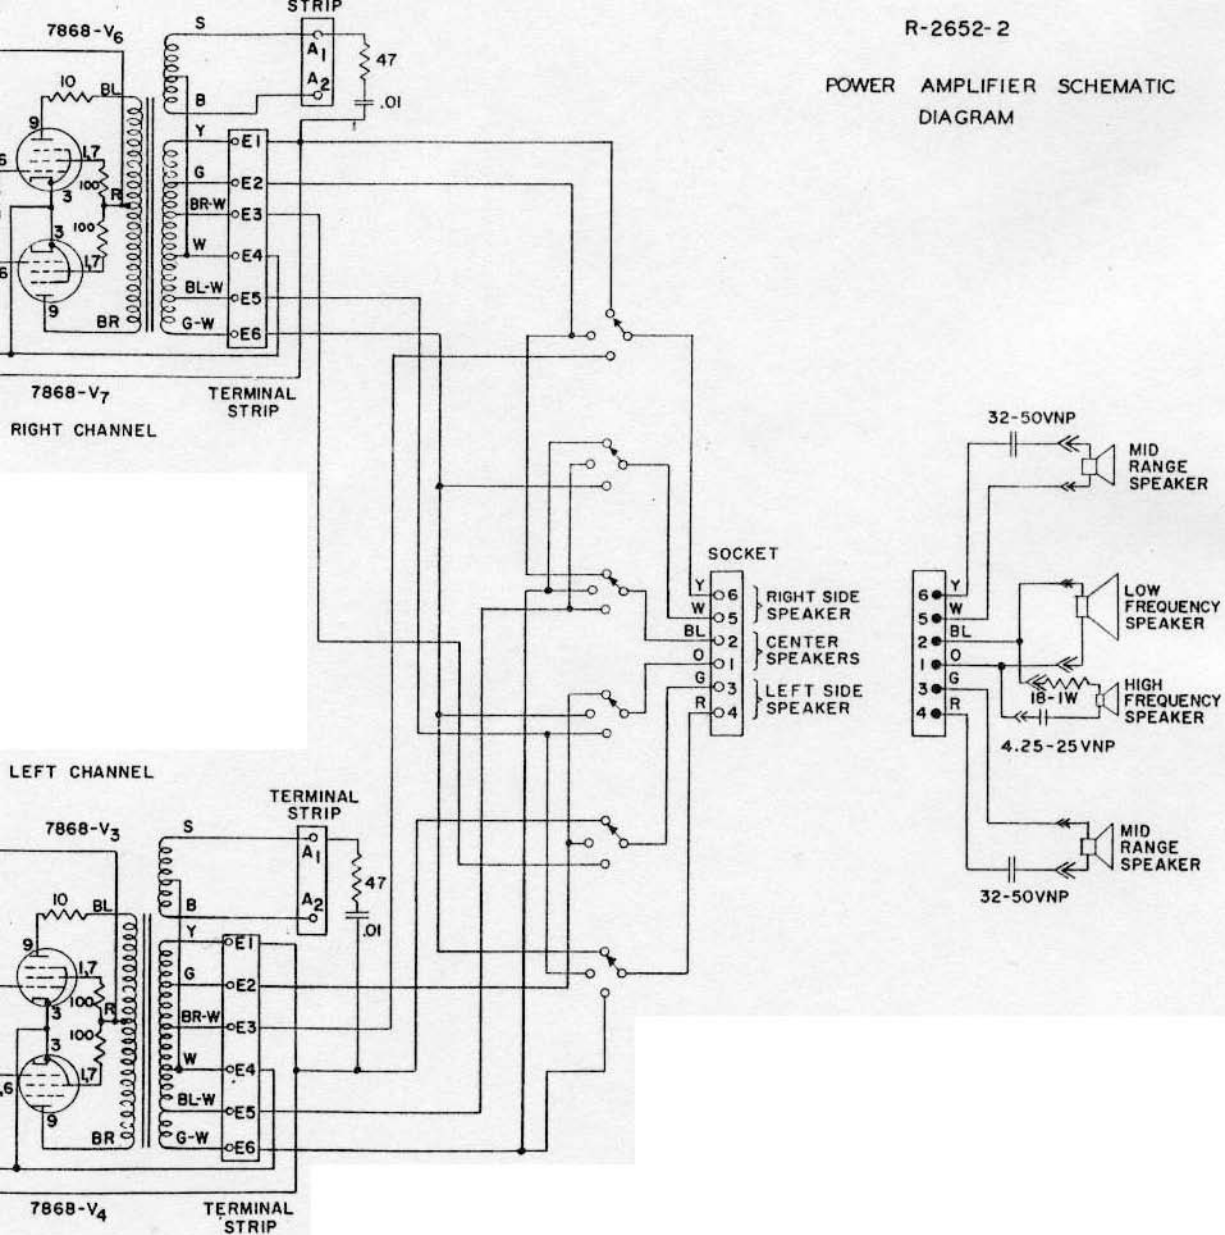 STRIP
7868-V6
S
A1
A2
B
47
.01
R-2652-2
POWER AMPLIFIER SCHEMATIC
DIAGRAM
10
BL
9
1,7
6
100
R
3
3
100
1,7
6
9
BR
Y
G
BR-W
W
BL-W
G-W
E1
E2
E3
E4
E5
E6
7868-V7
RIGHT CHANNEL
TERMINAL
STRIP
32-50VNP
MID
RANGE
SPEAKER
SOCKET
Y
W
BL
O
G
R
6
5
2
1
3
4
RIGHT SIDE
SPEAKER
CENTER
SPEAKERS
LEFT SIDE
SPEAKER
6
5
2
1
3
4
Y
W
BL
O
G
R
LOW
FREQUENCY
SPEAKER
18-1W
HIGH
FREQUENCY
SPEAKER
4.25-25VNP
MID
RANGE
SPEAKER
32-50VNP
LEFT CHANNEL
TERMINAL
STRIP
7868-V3
S
A1
A2
B
47
.01
10
BL
9
1,7
100
R
3
3
100
1,7
,6
9
BR
Y
G
BR-W
W
BL-W
G-W
E1
E2
E3
E4
E5
E6
7868-V4
TERMINAL
STRIP